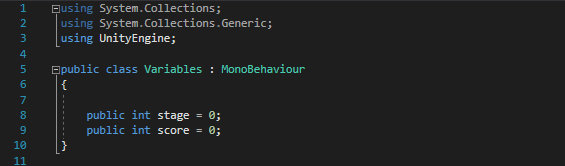 1 using System.Collections;
2 using System.Collections.Generic;
3 using UnityEngine;
4
5 public class Variables : MonoBehaviour
6 {
7
8 public int stage = 0;
9 public int score = 0;
10 }
11